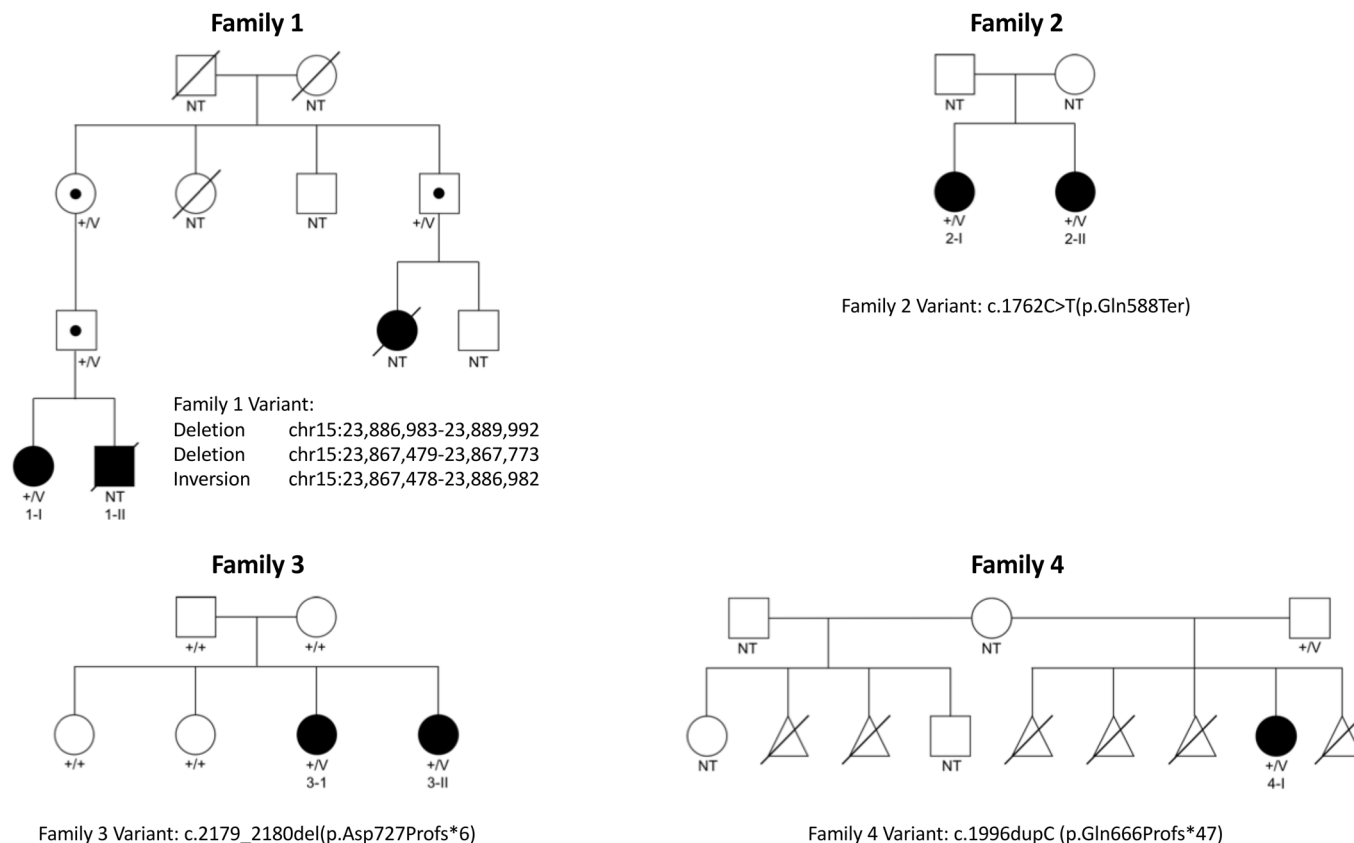 Family 1
NT NT
+/V NT NT +/V
+/V NT NT
Family 1 Variant:
Deletion chr15:23,886,983-23,889,992
Deletion chr15:23,867,479-23,867,773
Inversion chr15:23,867,478-23,886,982
+/V NT
1-I 1-II
Family 2
NT NT
+/V +/V
2-I 2-II
Family 2 Variant: c.1762C>T(p.Gln588Ter)
Family 3
+/+ +/+
+/+ +/+ +/V +/V
3-1 3-II
Family 3 Variant: c.2179_2180del(p.Asp727Profs*6)
Family 4
NT NT +/V
NT NT +/V
4-I
Family 4 Variant: c.1996dupC (p.Gln666Profs*47)